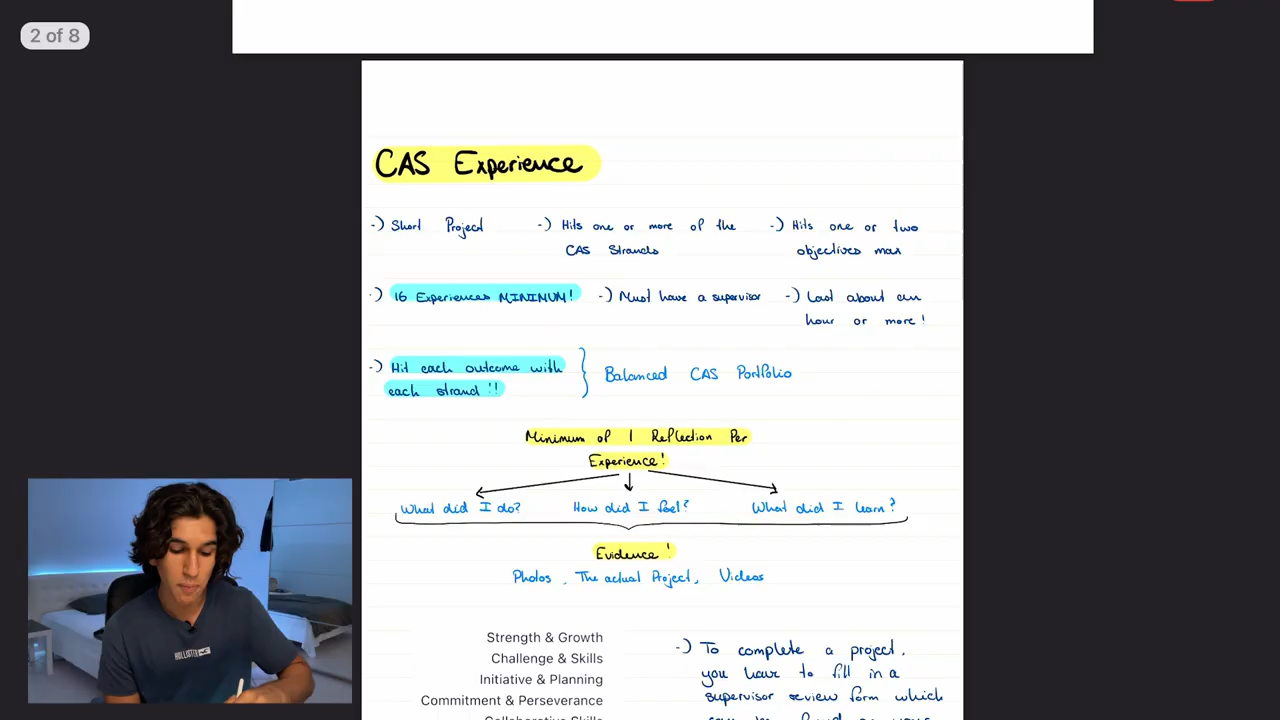 2 of 8
CAS Experience
-) Short Project
-) Hits one or more of the
CAS Strands
-) Hits one or two
objectives max
-) 16 Experiences MINIMUM!
-) Must have a supervisor
-) Last about an
hour or more!
-) Hit each outcome with
each strand!!
Balanced CAS Portfolio
Minimum of 1 Reflection Per
Experience!
What did I do?
How did I feel?
What did I learn?
Evidence!
Photos, The actual Project, Videos
Strength & Growth
Challenge & Skills
Initiative & Planning
Commitment & Perseverance
Collaborative Skills
-) To complete a project,
you have to fill in a
supervisor review form which
HOLLISTER